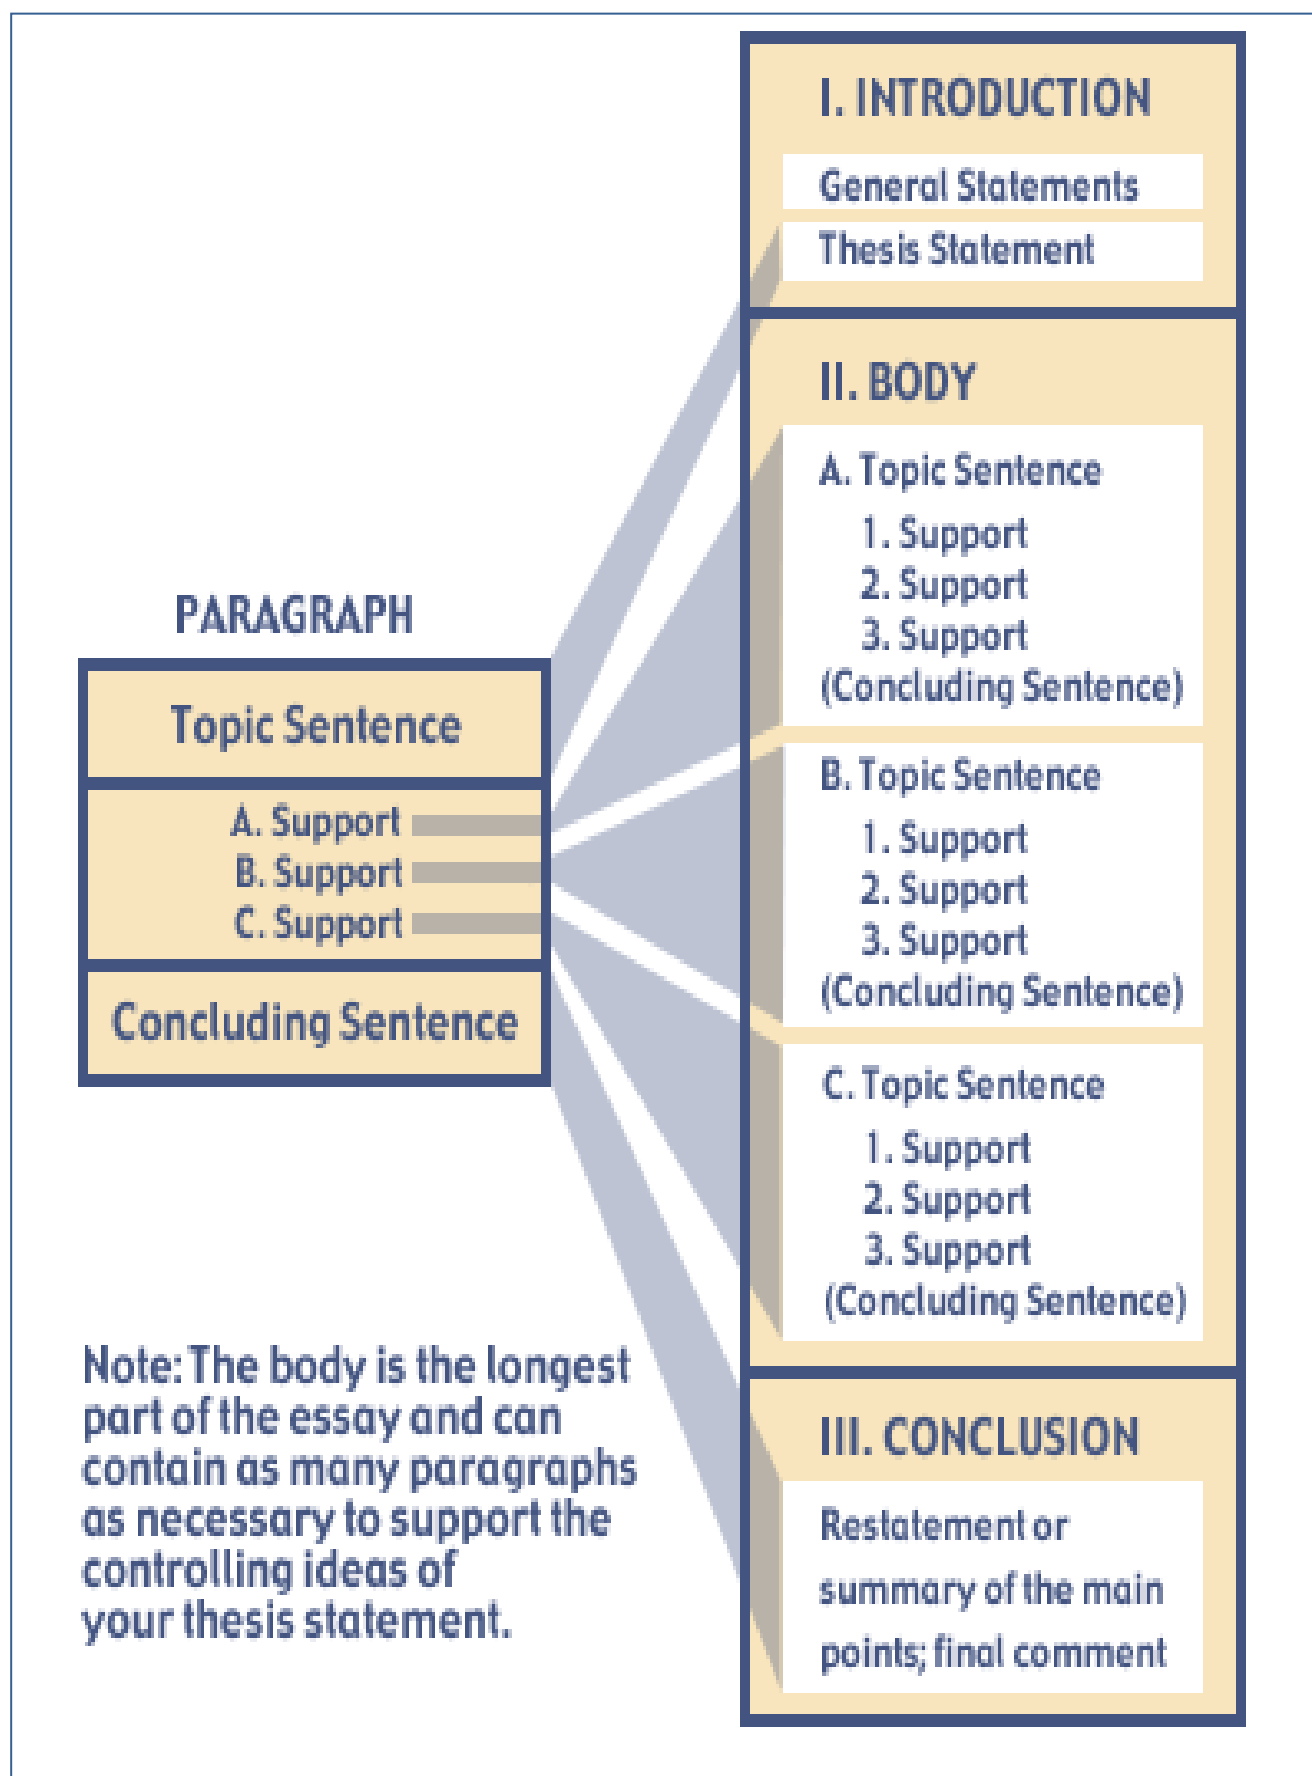 PARAGRAPH
Topic Sentence
A. Support
B. Support
C. Support
Concluding Sentence
Note: The body is the longest
part of the essay and can
contain as many paragraphs
as necessary to support the
controlling ideas of
your thesis statement.
I. INTRODUCTION
General Statements
Thesis Statement
II. BODY
A. Topic Sentence
1. Support
2. Support
3. Support
(Concluding Sentence)
B. Topic Sentence
1. Support
2. Support
3. Support
(Concluding Sentence)
C. Topic Sentence
1. Support
2. Support
3. Support
(Concluding Sentence)
III. CONCLUSION
Restatement or
summary of the main
points; final comment